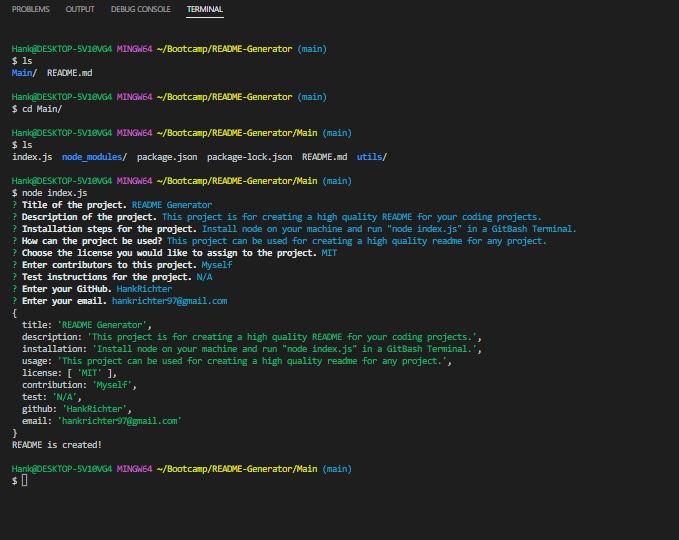 PROBLEMS OUTPUT DEBUG CONSOLE TERMINAL
Hank@DESKTOP-5V10VG4 MINGW64 ~/Bootcamp/README-Generator (main)
$ ls
Main/ README.md
Hank@DESKTOP-5V10VG4 MINGW64 ~/Bootcamp/README-Generator (main)
$ cd Main/
Hank@DESKTOP-5V10VG4 MINGW64 ~/Bootcamp/README-Generator/Main (main)
$ ls
index.js node_modules/ package.json package-lock.json README.md utils/
Hank@DESKTOP-5V10VG4 MINGW64 ~/Bootcamp/README-Generator/Main (main)
$ node index.js
? Title of the project. README Generator
? Description of the project. This project is for creating a high quality README for your coding projects.
? Installation steps for the project. Install node on your machine and run "node index.js" in a GitBash Terminal.
? How can the project be used? This project can be used for creating a high quality readme for any project.
? Choose the license you would like to assign to the project. MIT
? Enter contributors to this project. Myself
? Test instructions for the project. N/A
? Enter your GitHub. HankRichter
? Enter your email. hankrichter97@gmail.com
{
title: 'README Generator',
description: 'This project is for creating a high quality README for your coding projects.',
installation: 'Install node on your machine and run "node index.js" in a GitBash Terminal.',
usage: 'This project can be used for creating a high quality readme for any project.',
license: [ 'MIT' ],
contribution: 'Myself',
test: 'N/A',
github: 'HankRichter',
email: 'hankrichter97@gmail.com'
}
README is created!
Hank@DESKTOP-5V10VG4 MINGW64 ~/Bootcamp/README-Generator/Main (main)
$